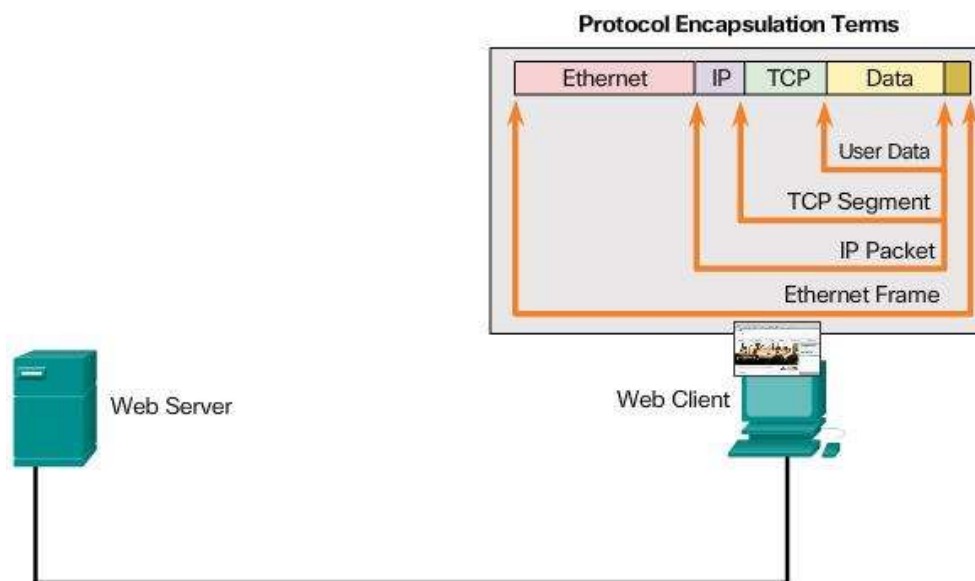 Protocol Encapsulation Terms
Ethernet IP TCP Data
User Data
TCP Segment
IP Packet
Ethernet Frame
Web Server
Web Client